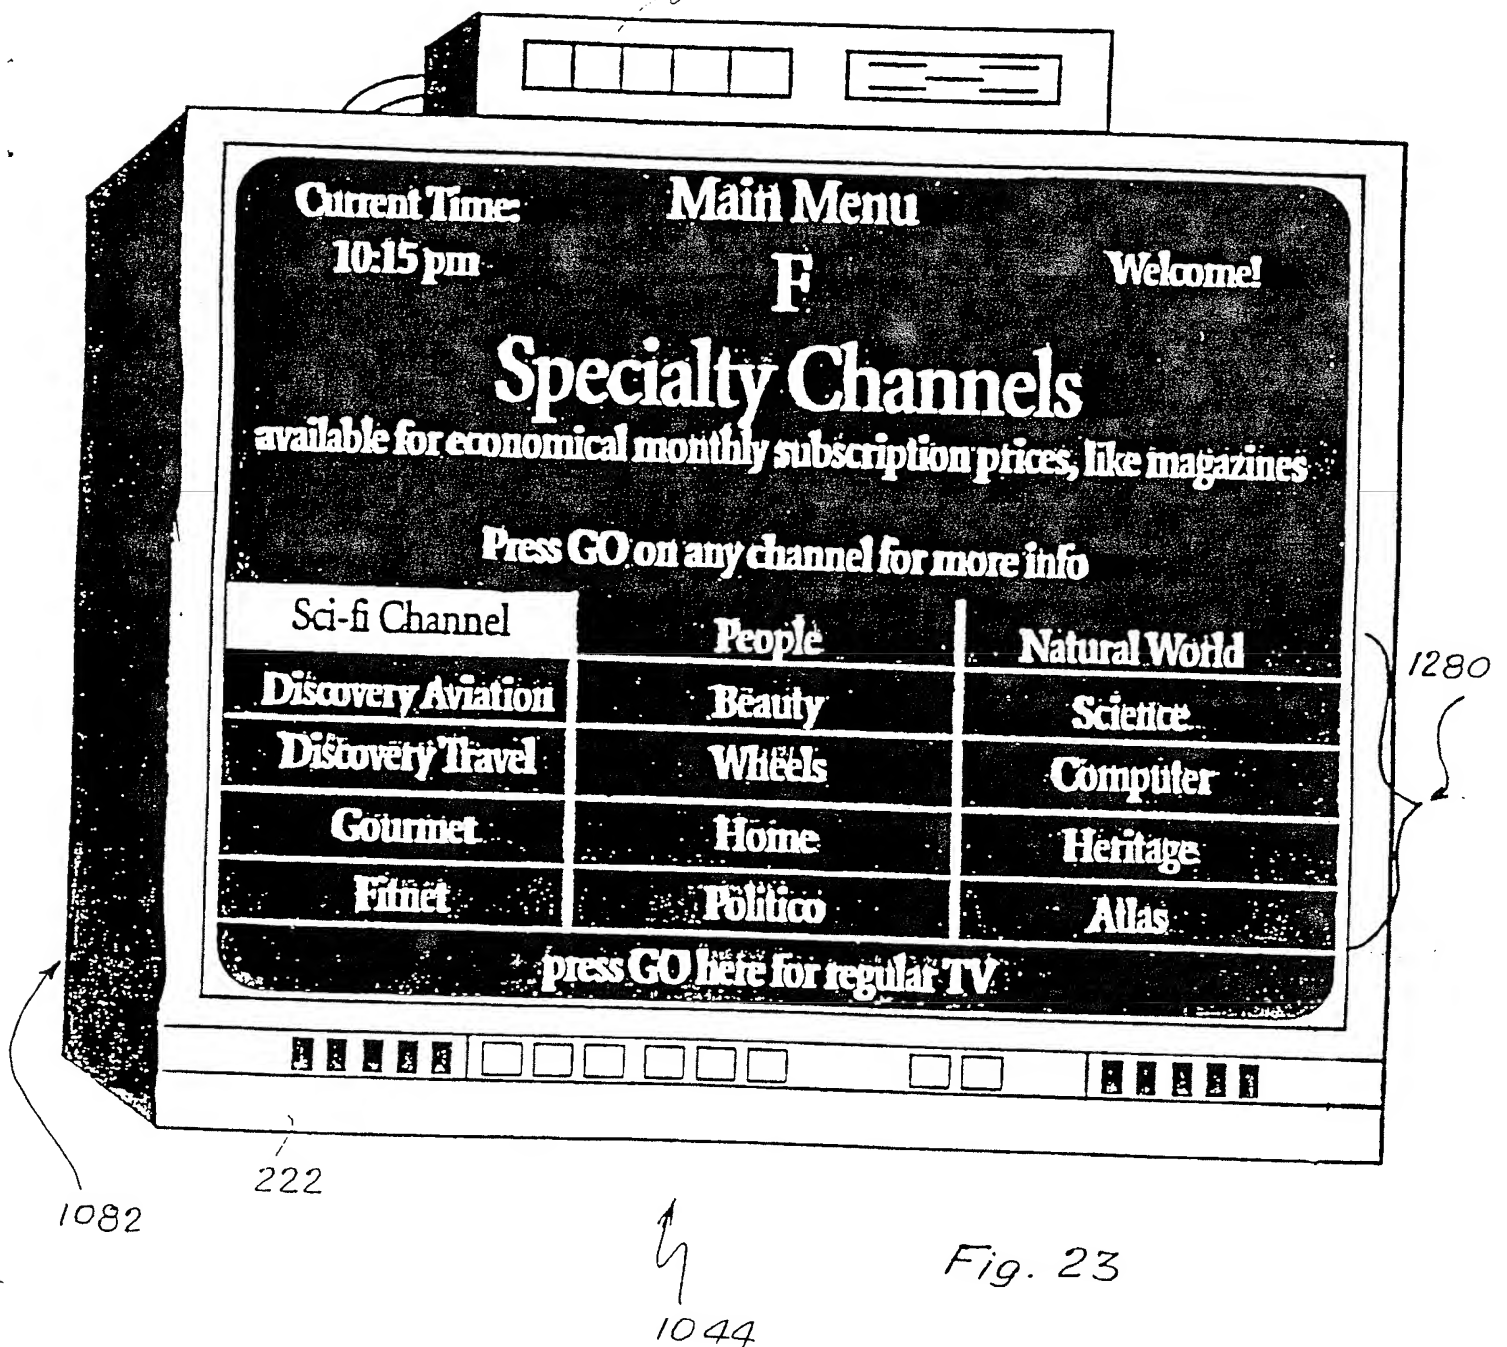 Current Time:
Main Menu
10:15 pm
F
Welcome!
Specialty Channels
available for economical monthly subscription prices, like magazines
Press GO on any channel for more info
Sci-fi Channel
People
Natural World
1280
Discovery Aviation
Beauty
Science
Discovery Travel
Wheels
Computer
Gourmet
Home
Heritage
Fitnet
Politico
Atlas
press GO here for regular TV
222
1082
Fig. 23
1044